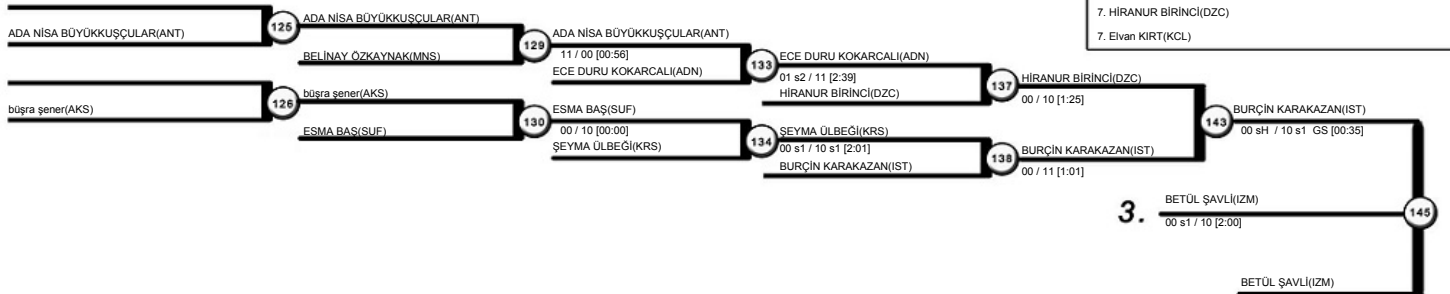 7. HİRANUR BİRİNCİ(DZC)
7. Elvan KIRT(KCL)
ADA NİSA BÜYÜKKUŞÇULAR(ANT)
125
ADA NİSA BÜYÜKKUŞÇULAR(ANT)
BELİNAY ÖZKAYNAK(MNS)
129
ADA NİSA BÜYÜKKUŞÇULAR(ANT)
11 / 00 [00:56]
ECE DURU KOKARCALI(ADN)
133
ECE DURU KOKARCALI(ADN)
01 s2 / 11 [2:39]
HİRANUR BİRİNCİ(DZC)
137
HİRANUR BİRİNCİ(DZC)
00 / 10 [1:25]
büşra şener(AKS)
126
büşra şener(AKS)
ESMA BAŞ(SUF)
130
ESMA BAŞ(SUF)
00 / 10 [00:00]
ŞEYMA ÜLBEĞİ(KRS)
134
ŞEYMA ÜLBEĞİ(KRS)
00 s1 / 10 s1 [2:01]
BURÇİN KARAKAZAN(IST)
138
BURÇİN KARAKAZAN(IST)
00 / 11 [1:01]
143
BURÇİN KARAKAZAN(IST)
00 sH / 10 s1 GS [00:35]
3.
BETÜL ŞAVLİ(IZM)
00 s1 / 10 [2:00]
145
BETÜL ŞAVLİ(IZM)